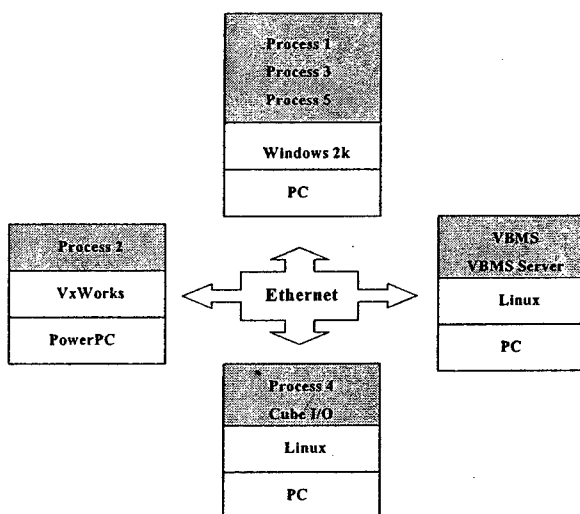 Process 1
Process 3
Process 5
Windows 2k
PC
Process 2
VxWorks
PowerPC
Ethernet
VBMS
VBMS Server
Linux
PC
Process 4
Cube I/O
Linux
PC